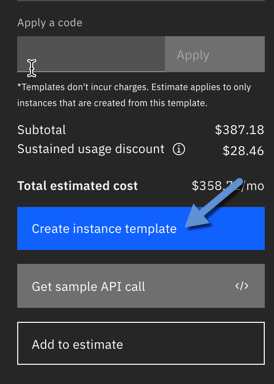 Apply a code
Apply
*Templates don't incur charges. Estimate applies to only
instances that are created from this template.
Subtotal $387.18
Sustained usage discount $28.46
Total estimated cost $358.72/mo
Create instance template
Get sample API call </>
Add to estimate